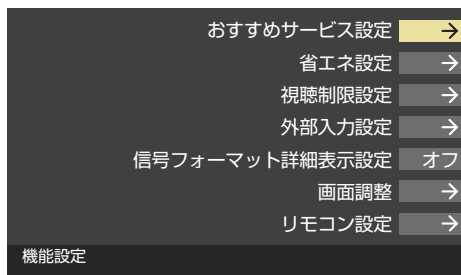 おすすめサービス設定 →
省エネ設定 →
視聴制限設定 →
外部入力設定 →
信号フォーマット詳細表示設定 オフ
画面調整 →
リモコン設定 →
機能設定